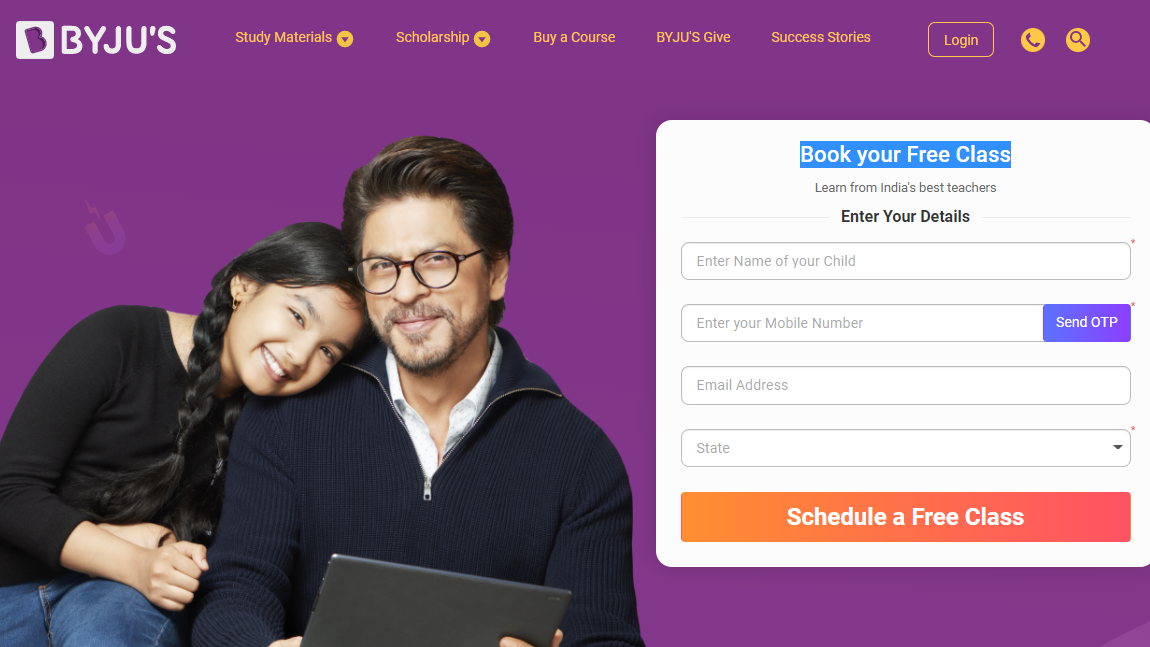 BYJU'S
Study Materials
Scholarship
Buy a Course
BYJU'S Give
Success Stories
Login
Book your Free Class
Learn from India's best teachers
Enter Your Details
Enter Name of your Child
*
Enter your Mobile Number
Send OTP
*
Email Address
State
*
Schedule a Free Class